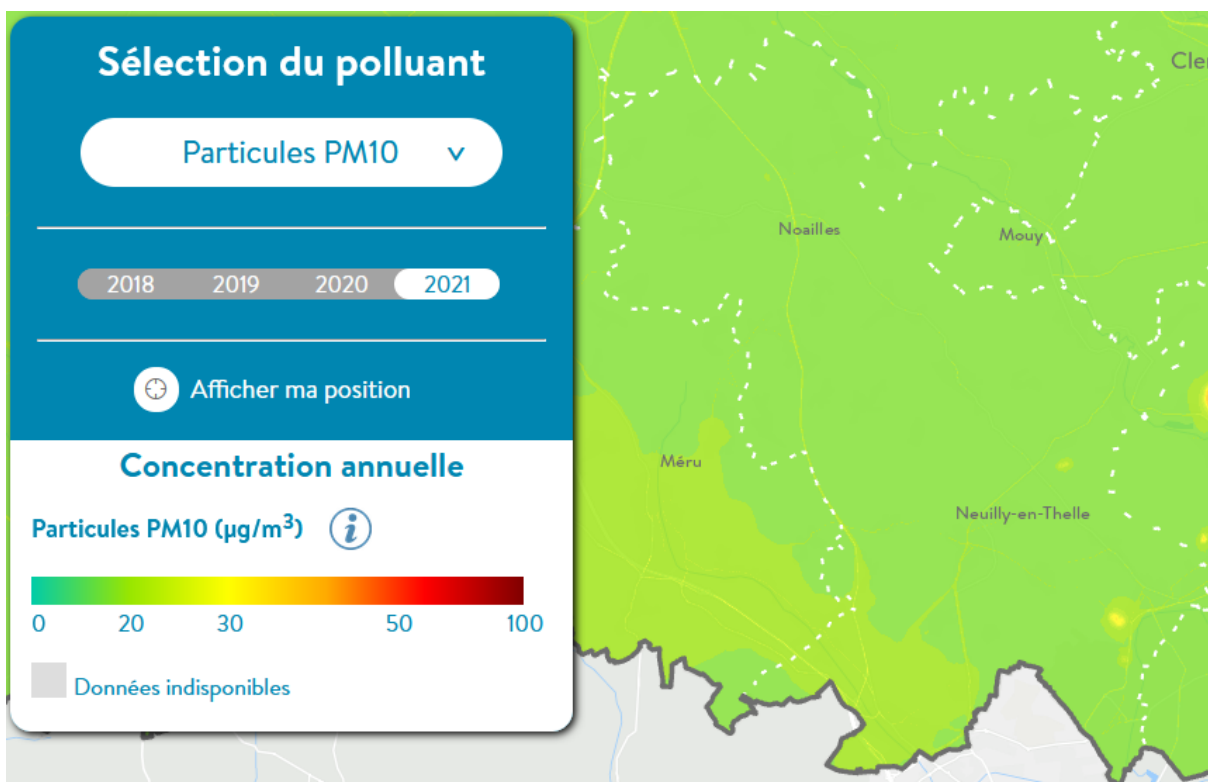 Sélection du polluant
Particules PM10
2018 2019 2020 2021
Afficher ma position
Concentration annuelle
Particules PM10 (µg/m³)
0 20 30 50 100
Données indisponibles
Cler
Noailles
Mouy
Méru
Neuilly-en-Thelle